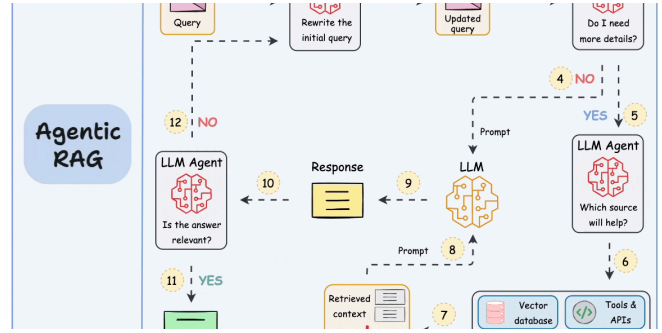 Query
Rewrite the
initial query
Updated
query
Do I need
more details?
4
NO
12
NO
YES
5
Prompt
Agentic
RAG
LLM Agent
Is the answer
relevant?
10
Response
9
LLM
LLM Agent
Which source
will help?
Prompt
8
6
11
YES
Retrieved
context
7
Vector
database
Tools &
APIs